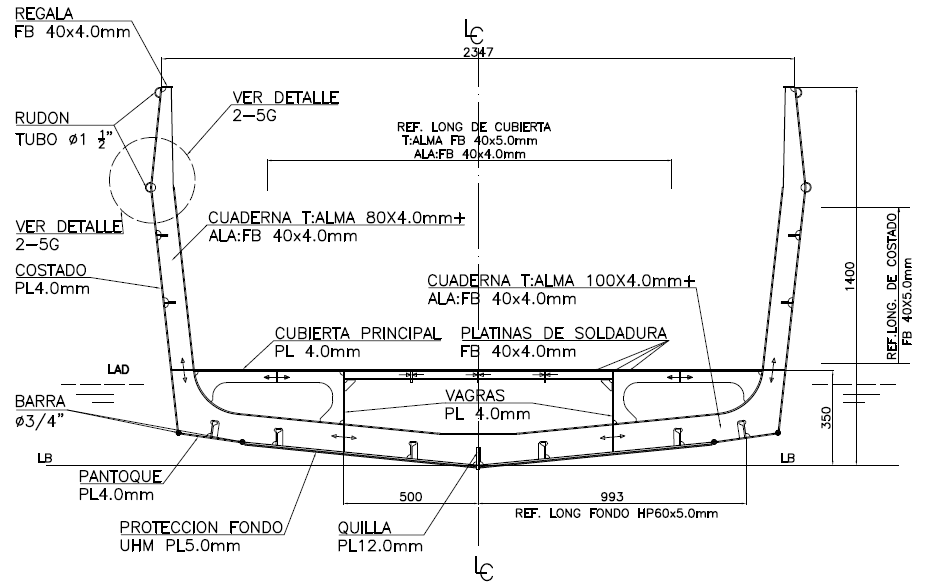 REGALA
FB 40x4.0mm
℄
2347
VER DETALLE
2-5G
RUDON
TUBO ø1 1/2"
REF. LONG DE CUBIERTA
T:ALMA FB 40x5.0mm
ALA:FB 40x4.0mm
CUADERNA T:ALMA 80X4.0mm+
ALA:FB 40x4.0mm
VER DETALLE
2-5G
COSTADO
PL4.0mm
CUADERNA T:ALMA 100X4.0mm+
ALA:FB 40x4.0mm
REF.LONG. DE COSTADO
FB 40X5.0mm
1400
CUBIERTA PRINCIPAL
PL 4.0mm
PLATINAS DE SOLDADURA
FB 40x4.0mm
LAD
VAGRAS
PL 4.0mm
BARRA
ø3/4"
350
LB
LB
PANTOQUE
PL4.0mm
500
993
REF. LONG FONDO HP60x5.0mm
PROTECCION FONDO
UHM PL5.0mm
QUILLA
PL12.0mm
℄